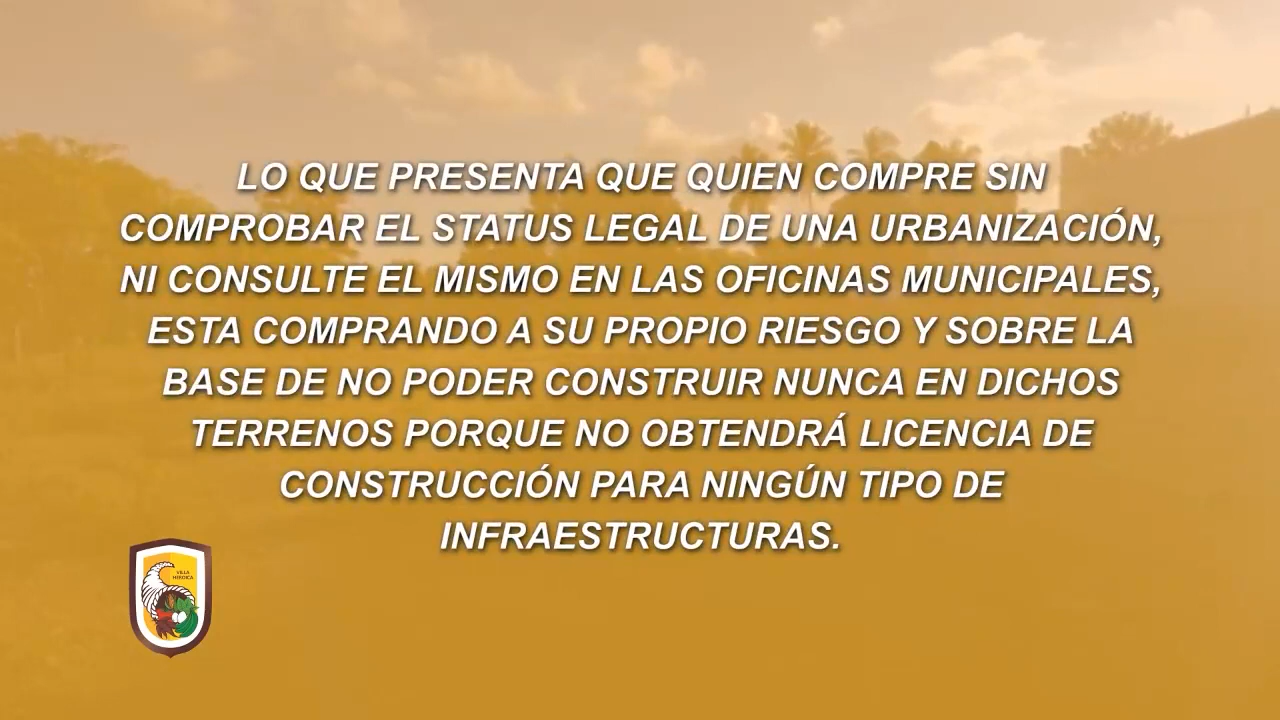 LO QUE PRESENTA QUE QUIEN COMPRE SIN
COMPROBAR EL STATUS LEGAL DE UNA URBANIZACIÓN,
NI CONSULTE EL MISMO EN LAS OFICINAS MUNICIPALES,
ESTA COMPRANDO A SU PROPIO RIESGO Y SOBRE LA
BASE DE NO PODER CONSTRUIR NUNCA EN DICHOS
TERRENOS PORQUE NO OBTENDRÁ LICENCIA DE
CONSTRUCCIÓN PARA NINGÚN TIPO DE
INFRAESTRUCTURAS.
VILLA
HEROICA